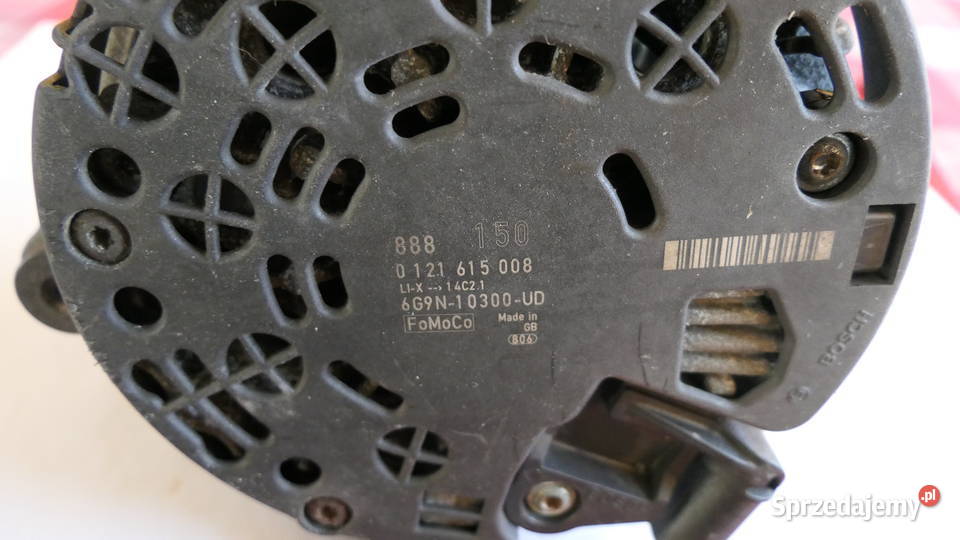 888 150
0 121 615 008
LI-X --> 14C2.1
6G9N-10300-UD
FoMoCo Made in
GB
806
BOSCH
Sprzedajemy.pl